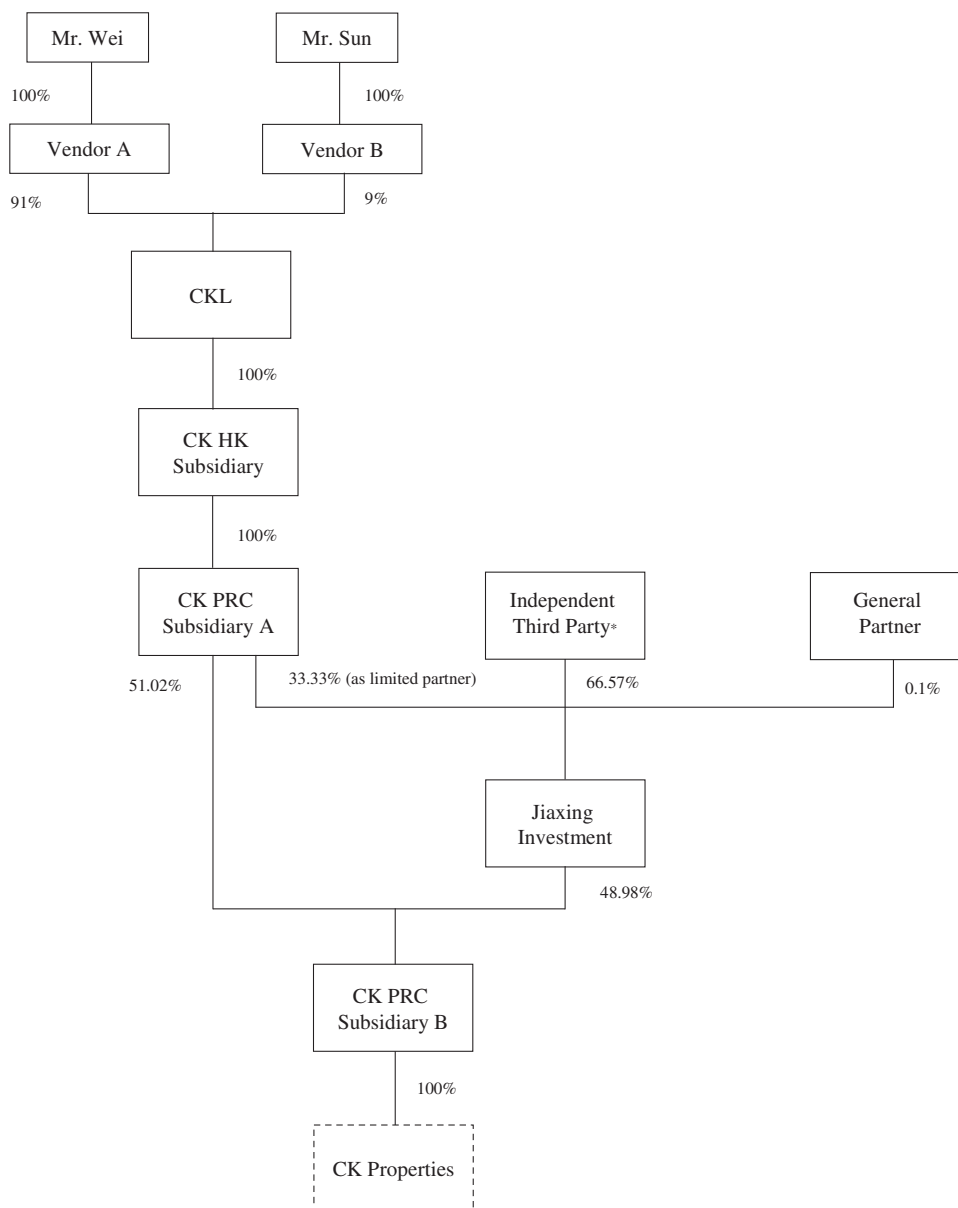 Mr. Wei
Mr. Sun
100%
100%
Vendor A
Vendor B
91%
9%
CKL
100%
CK HK
Subsidiary
100%
CK PRC
Subsidiary A
Independent
Third Party*
General
Partner
51.02%
33.33% (as limited partner)
66.57%
0.1%
Jiaxing
Investment
48.98%
CK PRC
Subsidiary B
100%
CK Properties